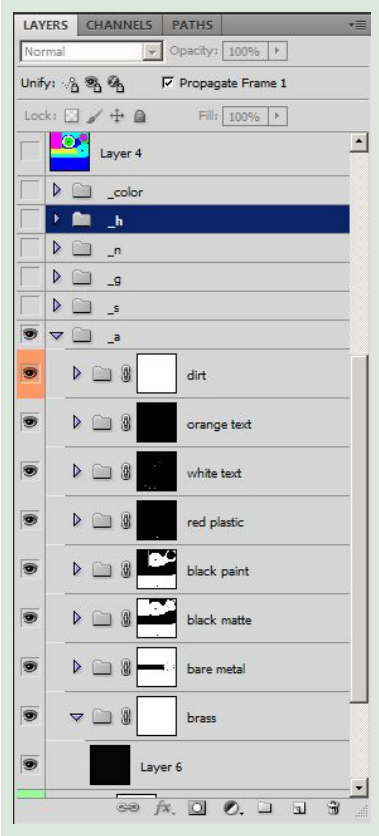 LAYERS CHANNELS PATHS
Normal Opacity: 100%
Unify: Propagate Frame 1
Lock: Fill: 100%
Layer 4
_color
_h
_n
_g
_s
_a
dirt
orange text
white text
red plastic
black paint
black matte
bare metal
brass
Layer 6
fx.